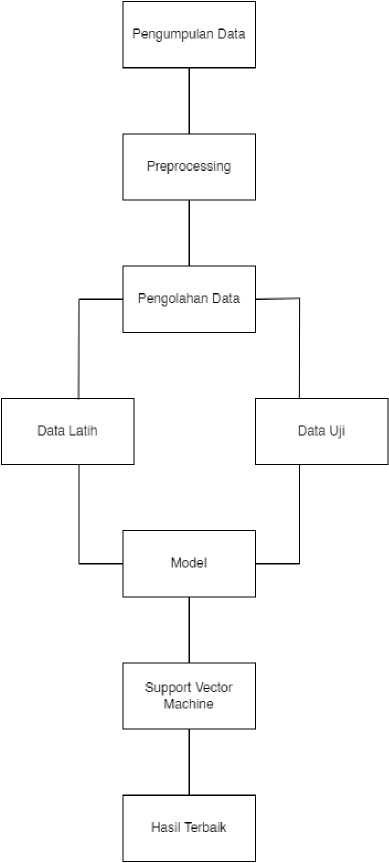 Pengumpulan Data
Preprocessing
Pengolahan Data
Data Latih
Data Uji
Model
Support Vector
Machine
Hasil Terbaik